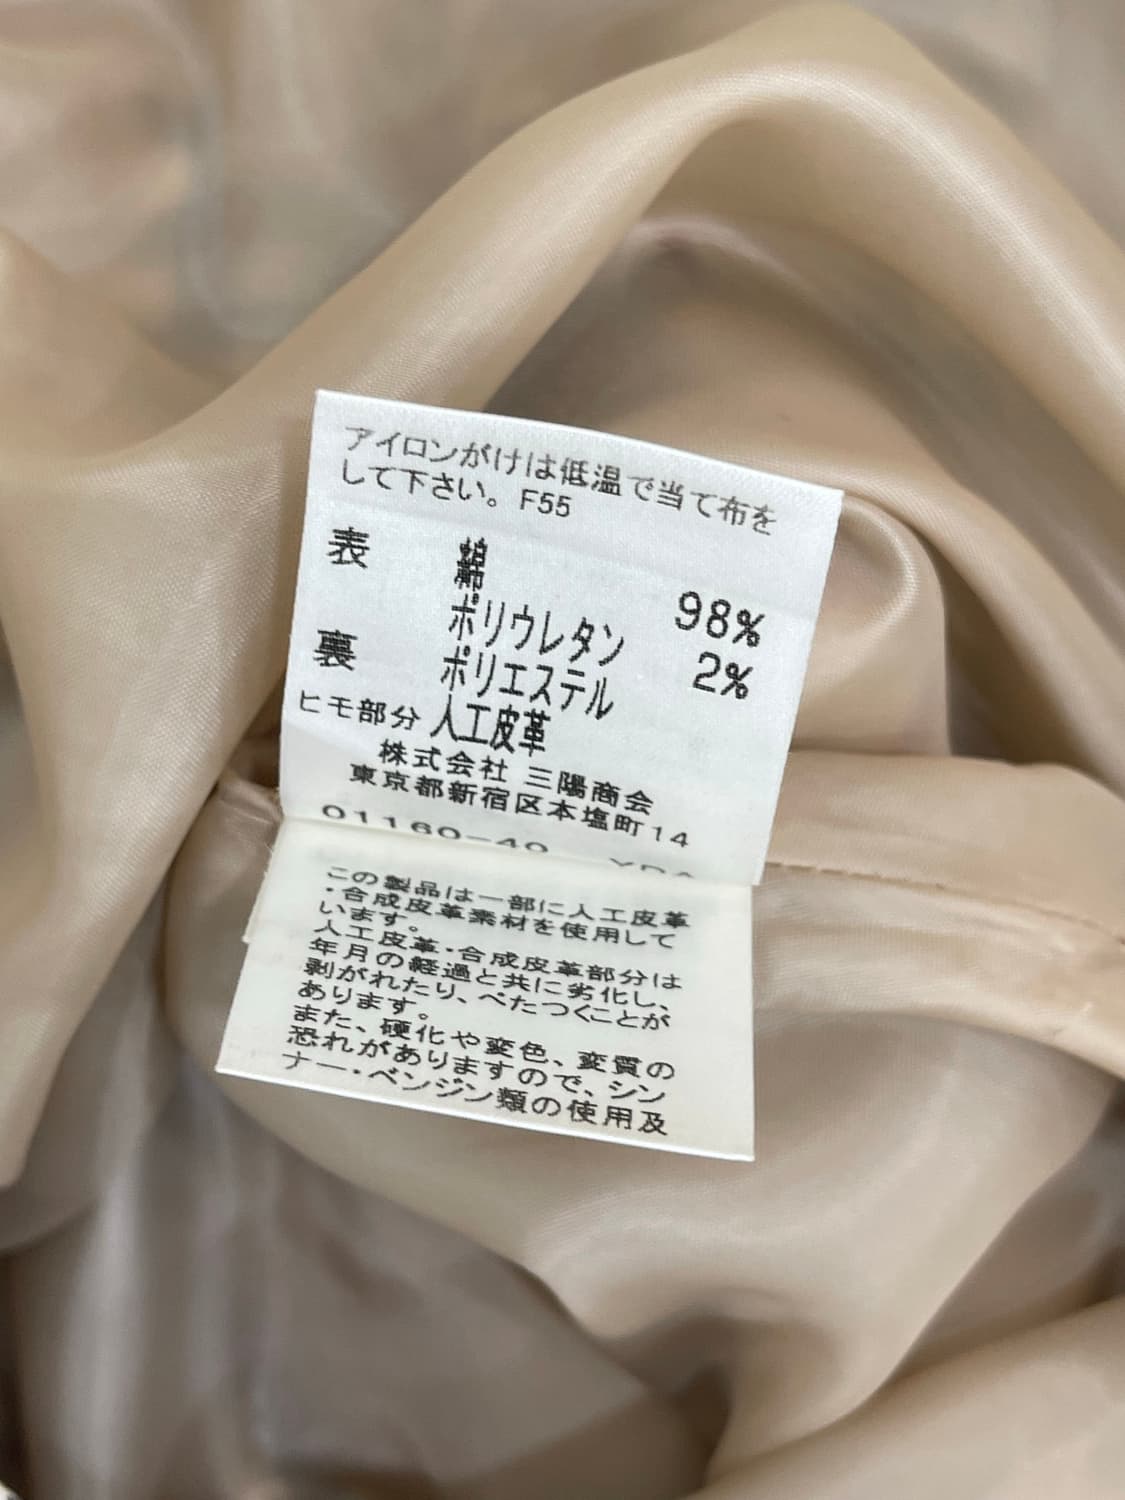 アイロンがけは低温で当て布を
して下さい。F55
表 綿 98%
ポリウレタン 2%
裏 ポリエステル
ヒモ部分 人工皮革
株式会社 三陽商会
東京都新宿区本塩町14
01160-40
この製品は一部に人工皮革
・合成皮革素材を使用して
います。
人工皮革・合成皮革部分は
年月の経過と共に劣化し、
剥がれたり、べたつくことが
あります。
また、硬化や変色、変質の
恐れがありますので、シン
ナー・ベンジン類の使用及